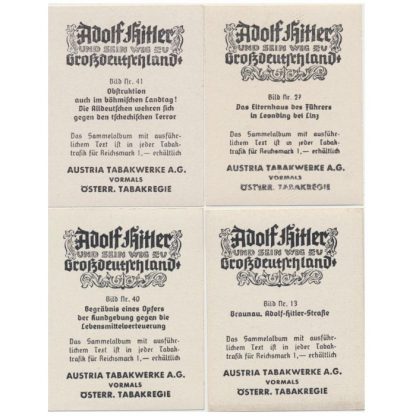 Adolf Hitler
UND SEIN WEG ZU
Großdeutschland
Bild Nr. 41
Obstruktion
auch im böhmischen Landtag!
Die Alldeutschen wehren sich
gegen den tschechischen Terror
Das Sammelalbum mit ausführ-
lichem Text ist in jeder Tabak-
trafik für Reichsmark 1,— erhältlich
AUSTRIA TABAKWERKE A.G.
VORMALS
ÖSTERR. TABAKREGIE
Adolf Hitler
UND SEIN WEG ZU
Großdeutschland
Bild Nr. 27
Das Elternhaus des Führers
in Leonding bei Linz
Das Sammelalbum mit ausführ-
lichem Text ist in jeder Tabak-
trafik für Reichsmark 1,— erhältlich
AUSTRIA TABAKWERKE A.G.
VORMALS
ÖSTERR. TABAKREGIE
Adolf Hitler
UND SEIN WEG ZU
Großdeutschland
Bild Nr. 40
Begräbnis eines Opfers
der Kundgebung gegen die
Lebensmittelverteuerung
Das Sammelalbum mit ausführ-
lichem Text ist in jeder Tabak-
trafik für Reichsmark 1,— erhältlich
AUSTRIA TABAKWERKE A.G.
VORMALS
ÖSTERR. TABAKREGIE
Adolf Hitler
UND SEIN WEG ZU
Großdeutschland
Bild Nr. 13
Braunau, Adolf-Hitler-Straße
Das Sammelalbum mit ausführ-
lichem Text ist in jeder Tabak-
trafik für Reichsmark 1,— erhältlich
AUSTRIA TABAKWERKE A.G.
VORMALS
ÖSTERR. TABAKREGIE